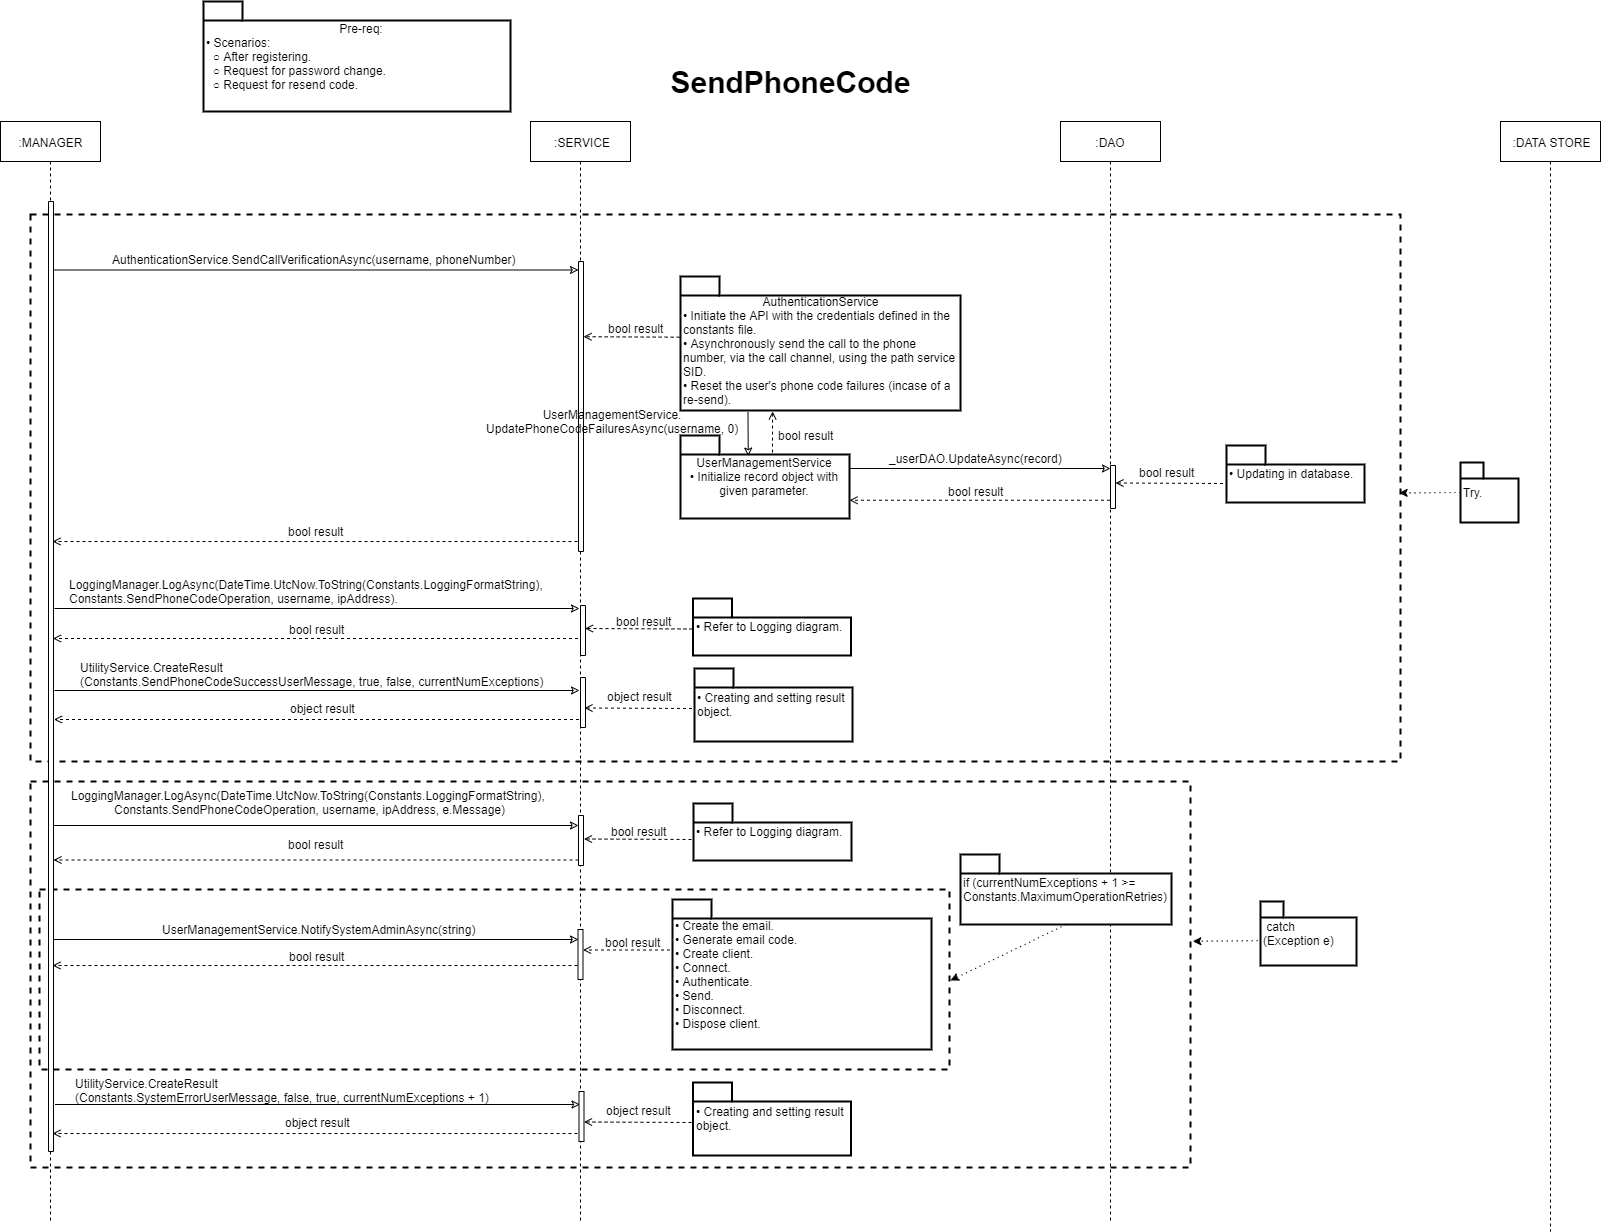 Pre-req:
• Scenarios:
○ After registering.
○ Request for password change.
○ Request for resend code.
SendPhoneCode
:MANAGER
:SERVICE
:DAO
:DATA STORE
AuthenticationService.SendCallVerificationAsync(username, phoneNumber)
AuthenticationService
• Initiate the API with the credentials defined in the
constants file.
• Asynchronously send the call to the phone
number, via the call channel, using the path service
SID.
• Reset the user's phone code failures (incase of a
re-send).
bool result
UserManagementService.
UpdatePhoneCodeFailuresAsync(username, 0)
bool result
UserManagementService
• Initialize record object with
given parameter.
_userDAO.UpdateAsync(record)
bool result
bool result
• Updating in database.
Try.
bool result
LoggingManager.LogAsync(DateTime.UtcNow.ToString(Constants.LoggingFormatString),
Constants.SendPhoneCodeOperation, username, ipAddress).
bool result
• Refer to Logging diagram.
bool result
UtilityService.CreateResult
(Constants.SendPhoneCodeSuccessUserMessage, true, false, currentNumExceptions)
object result
• Creating and setting result
object.
object result
LoggingManager.LogAsync(DateTime.UtcNow.ToString(Constants.LoggingFormatString),
Constants.SendPhoneCodeOperation, username, ipAddress, e.Message)
bool result
• Refer to Logging diagram.
bool result
if (currentNumExceptions + 1 >=
Constants.MaximumOperationRetries)
catch
(Exception e)
UserManagementService.NotifySystemAdminAsync(string)
bool result
• Create the email.
• Generate email code.
• Create client.
• Connect.
• Authenticate.
• Send.
• Disconnect.
• Dispose client.
bool result
UtilityService.CreateResult
(Constants.SystemErrorUserMessage, false, true, currentNumExceptions + 1)
object result
• Creating and setting result
object.
object result